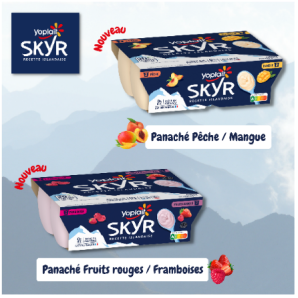 Yoplait
SKYR
RECETTE ISLANDAISE
Nouveau
Yoplait
SKYR
RECETTE ISLANDAISE
Panaché Pêche / Mangue
Nouveau
Yoplait
SKYR
RECETTE ISLANDAISE
Panaché Fruits rouges / Framboises